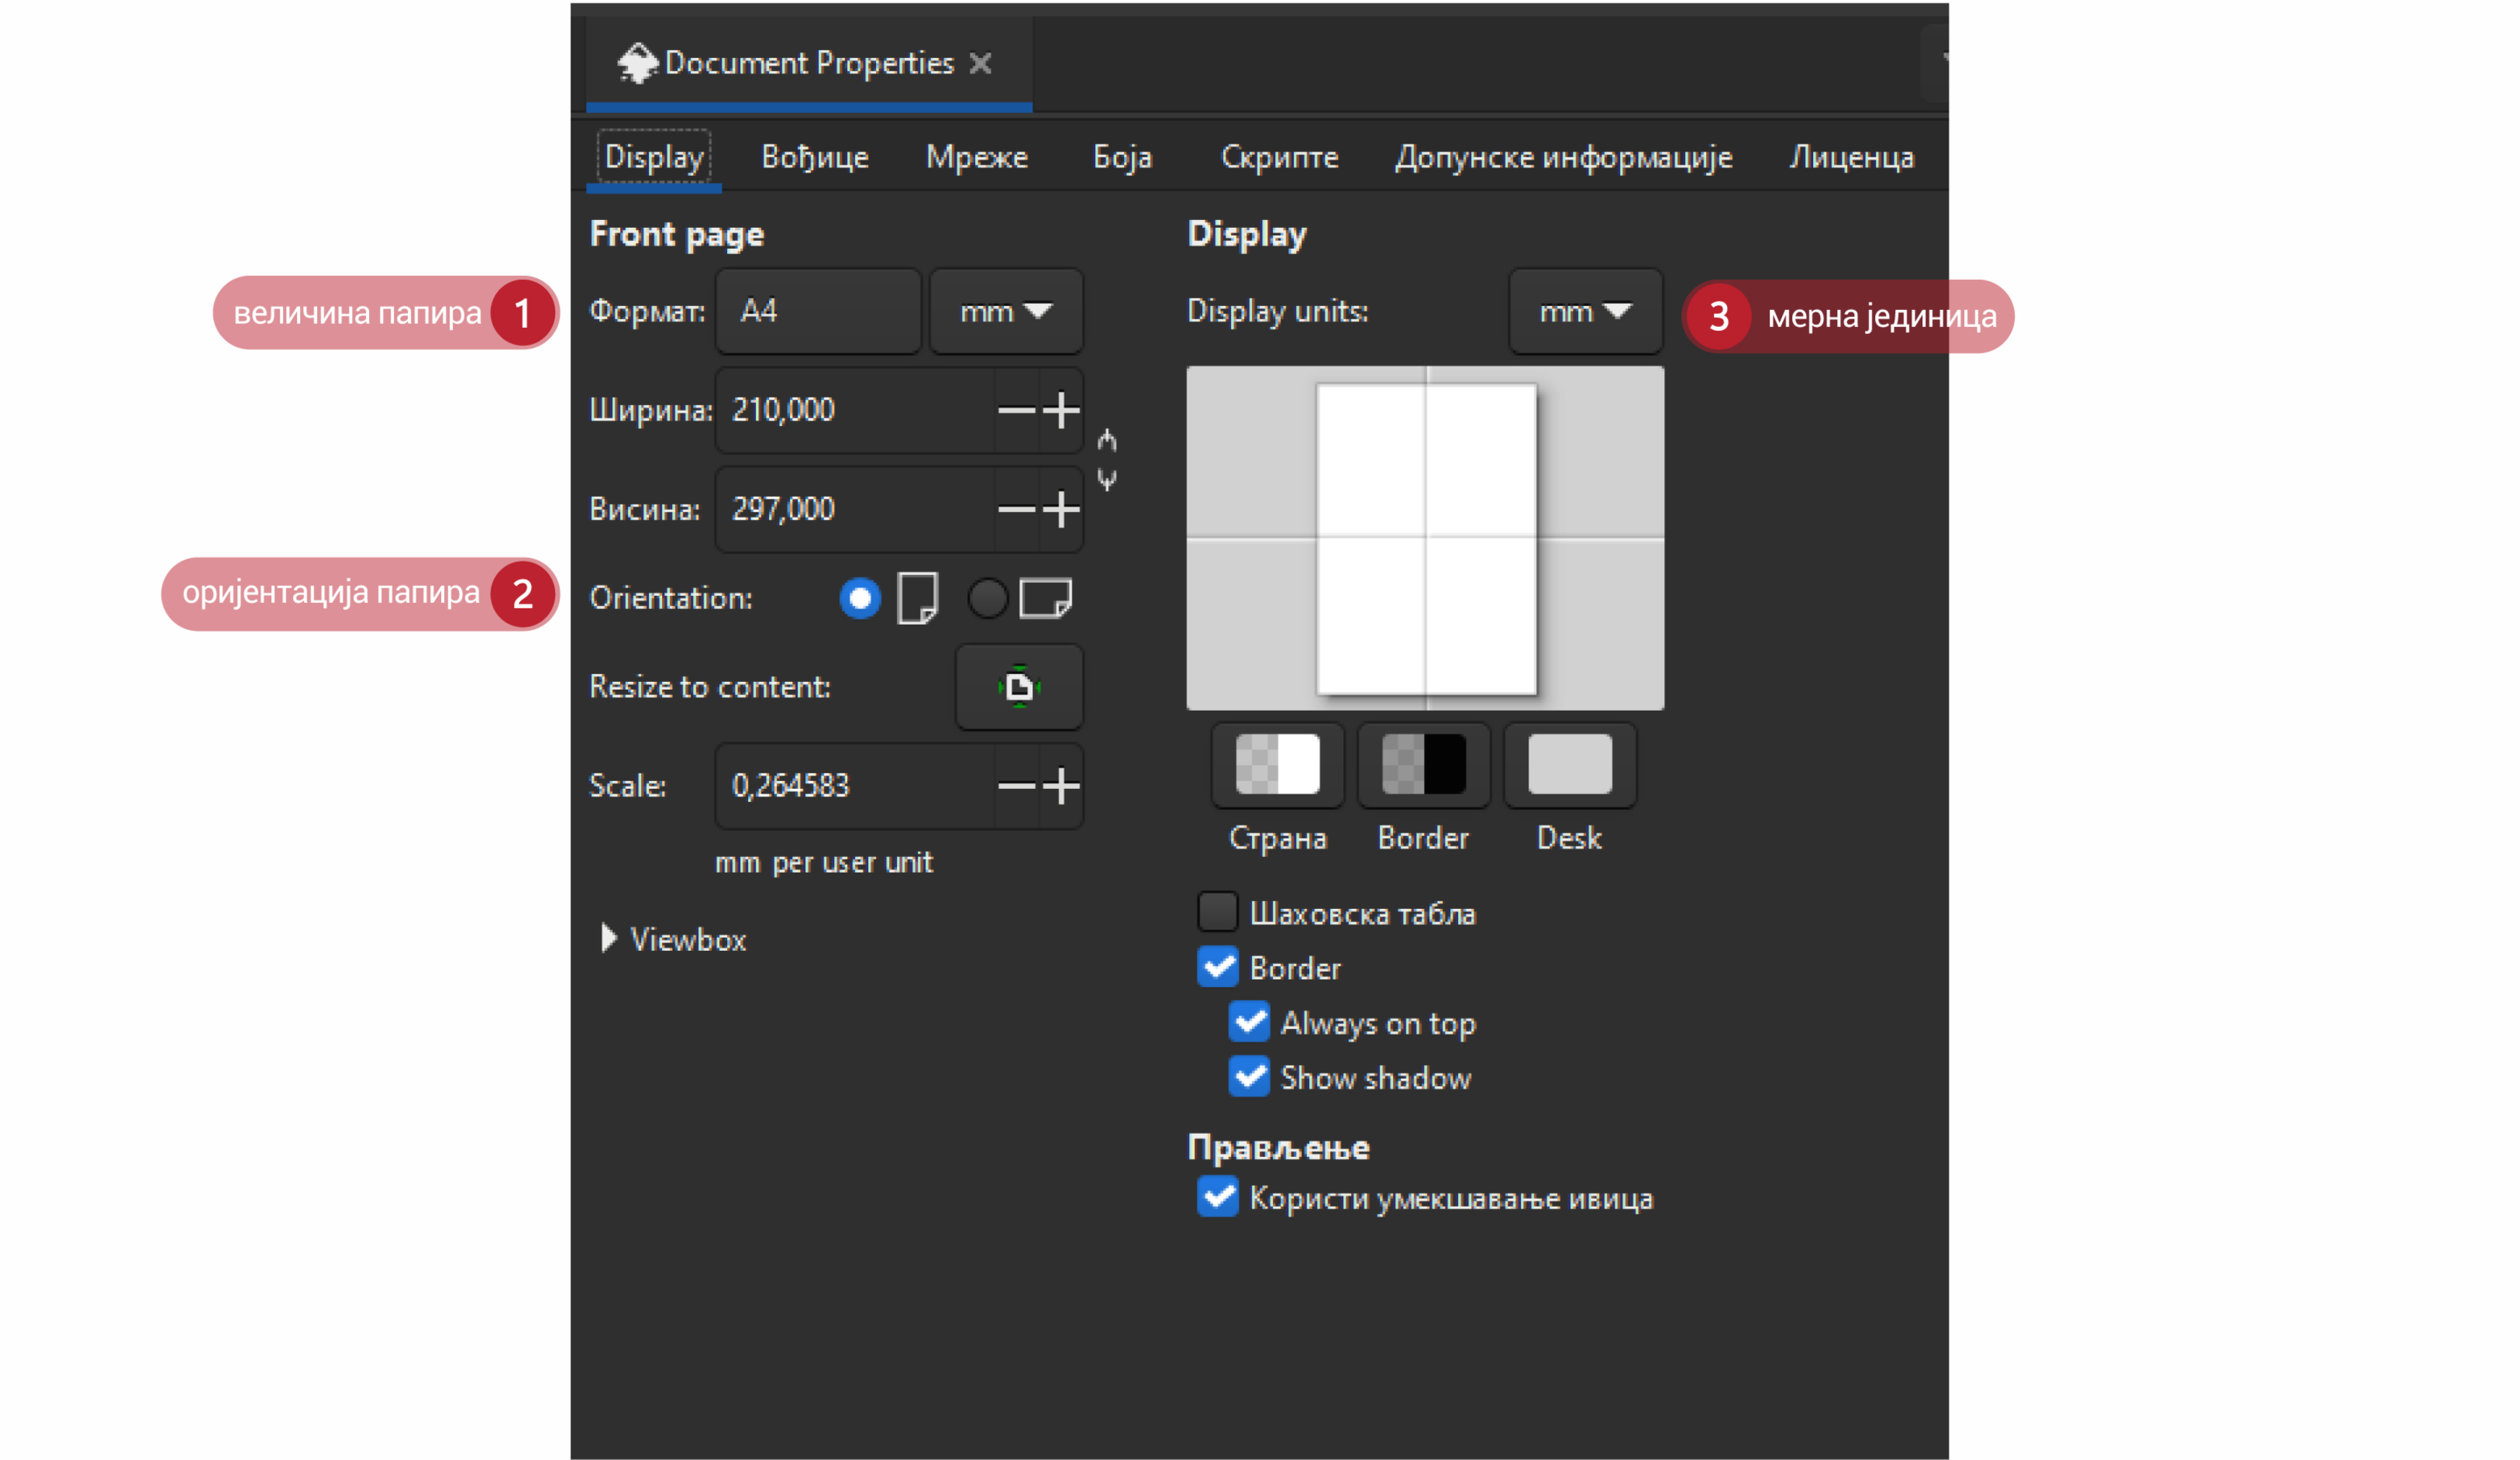 Document Properties
Display Вођице Мреже Боја Скрипте Допунске информације Лиценца
Front page
величина папира 1
Формат: A4 mm
Ширина: 210,000
Висина: 297,000
оријентација папира 2
Orientation:
Resize to content:
Scale: 0,264583
mm per user unit
Viewbox
Display
Display units: mm
3 мерна јединица
Страна Border Desk
Шаховска табла
Border
Always on top
Show shadow
Прављење
Користи умекшавање ивица